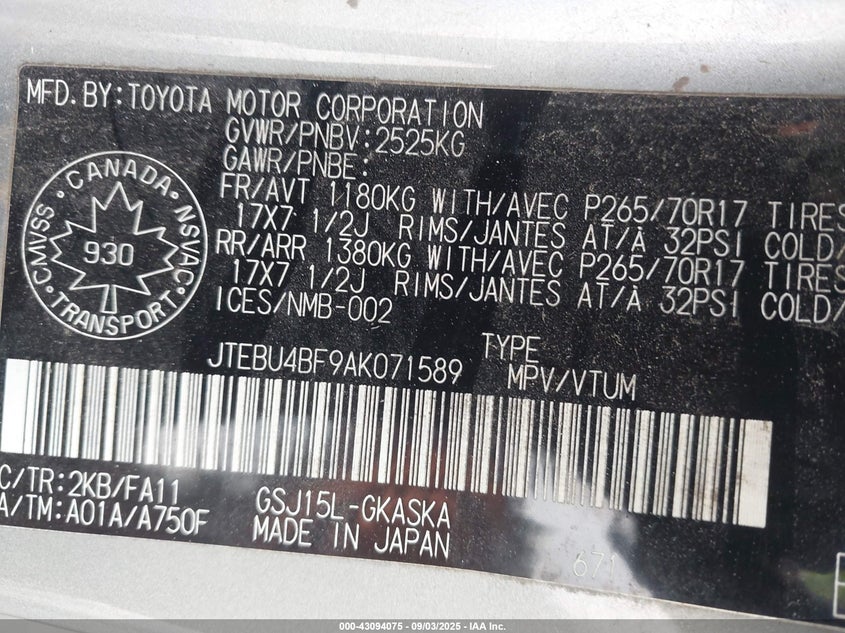 MFD.BY:TOYOTA MOTOR CORPORATION
GVWR/PNBV:2525KG
GAWR/PNBE:
FR/AVT 1180KG WITH/AVEC P265/70R17 TIRES
17X7 1/2J RIMS/JANTES AT/À 32PSI COLD/
RR/ARR 1380KG WITH/AVEC P265/70R17 TIRES
17X7 1/2J RIMS/JANTES AT/À 32PSI COLD/
ICES/NMB-002
CANADA
CMVSS · NSVAC
930
TRANSPORT
JTEBU4BF9AK071589
TYPE
MPV/VTUM
C/TR:2KB/FA11
A/TM:A01A/A750F
GSJ15L-GKASKA
MADE IN JAPAN
671
000-43094075 - 09/03/2025 - IAA Inc.